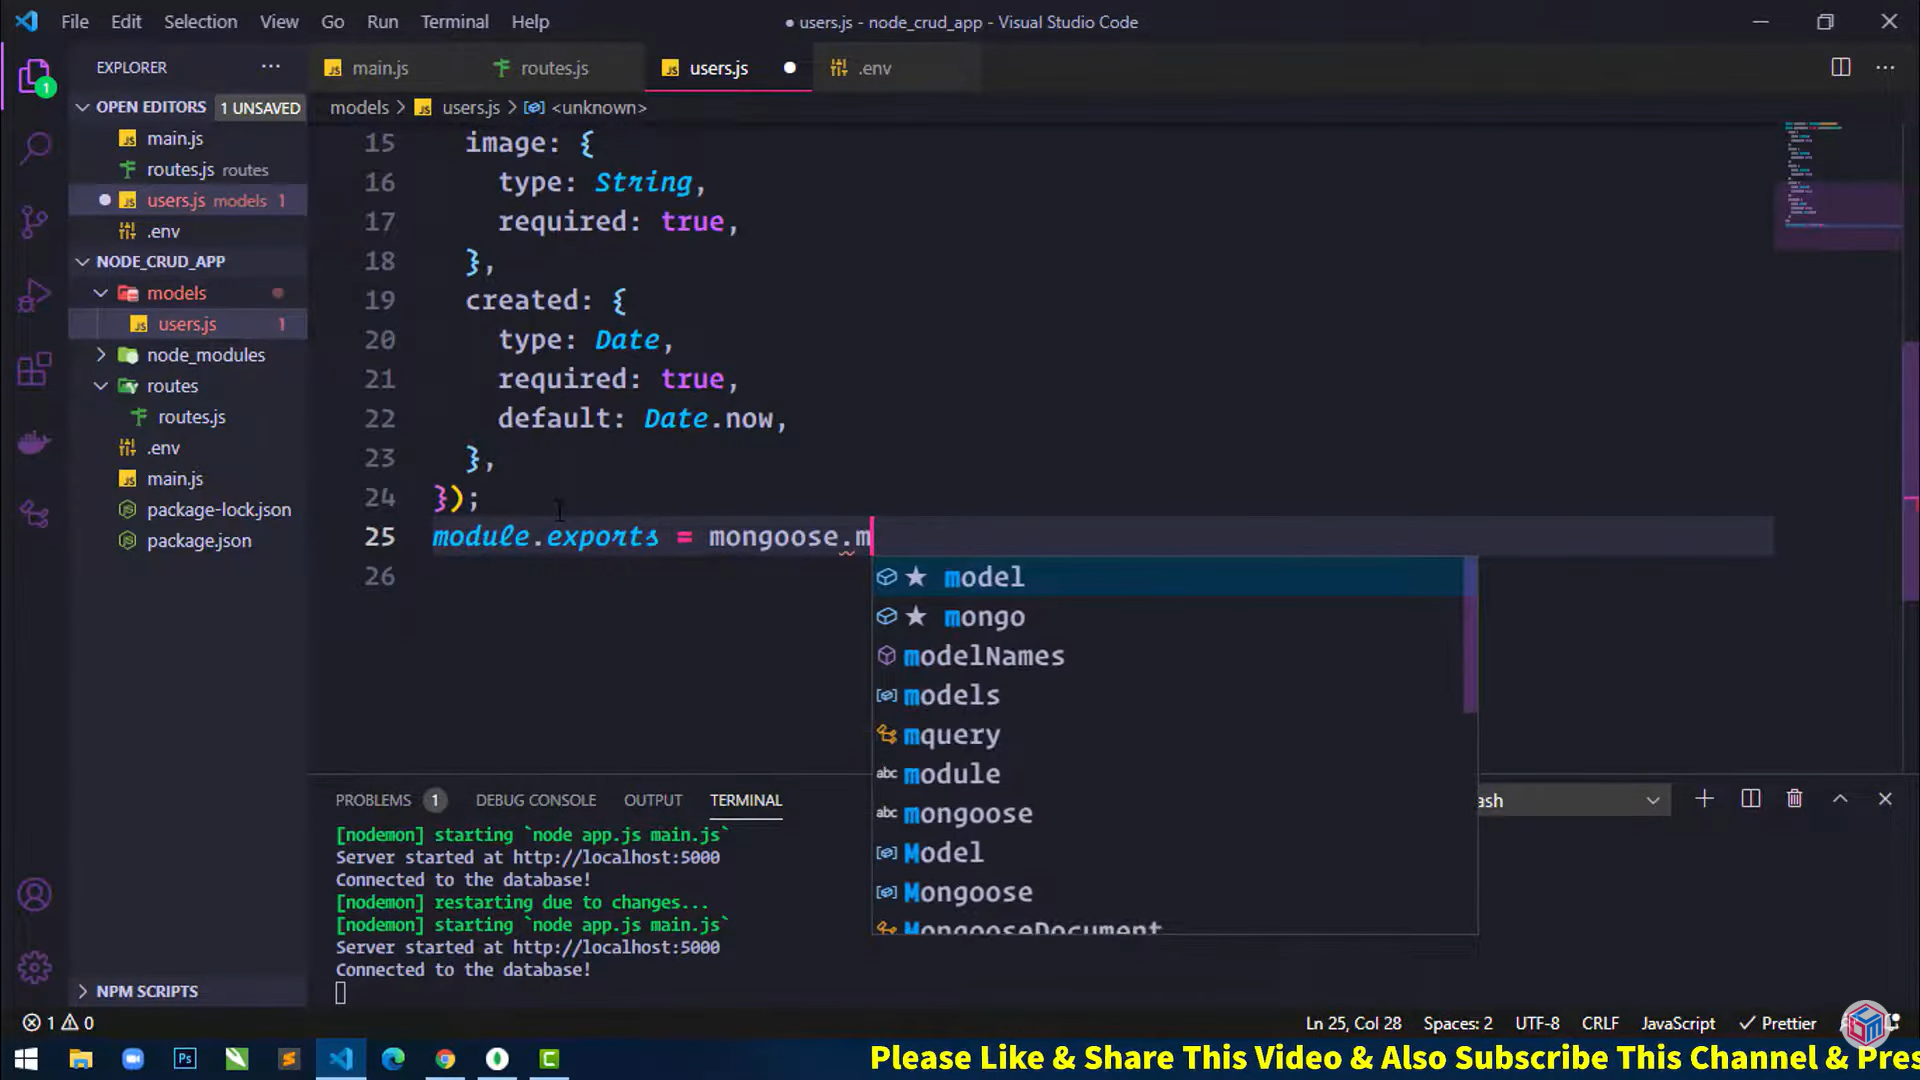 File Edit Selection View Go Run Terminal Help
● users.js - node_crud_app - Visual Studio Code
EXPLORER
main.js
routes.js
users.js
.env
OPEN EDITORS 1 UNSAVED
main.js
routes.js routes
users.js models 1
.env
NODE_CRUD_APP
models
users.js 1
node_modules
routes
routes.js
.env
main.js
package-lock.json
package.json
NPM SCRIPTS
models > users.js > <unknown>
15 image: {
16 type: String,
17 required: true,
18 },
19 created: {
20 type: Date,
21 required: true,
22 default: Date.now,
23 },
24 });
25 module.exports = mongoose.m
26
model
mongo
modelNames
models
mquery
module
mongoose
Model
Mongoose
MongooseDocument
PROBLEMS 1 DEBUG CONSOLE OUTPUT TERMINAL
ash
[nodemon] starting `node app.js main.js`
Server started at http://localhost:5000
Connected to the database!
[nodemon] restarting due to changes...
[nodemon] starting `node app.js main.js`
Server started at http://localhost:5000
Connected to the database!
1 0
Ln 25, Col 28 Spaces: 2 UTF-8 CRLF JavaScript Prettier
Please Like & Share This Video & Also Subscribe This Channel & Pres